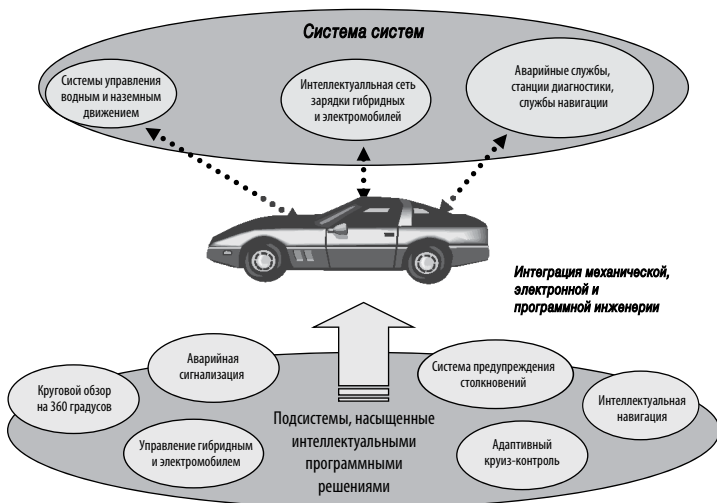 Система систем
Системы управления
водным и наземным
движением
Интеллектуалльная сеть
зарядки гибридных
и электромобилей
Аварийные службы,
станции диагностики,
службы навигации
Интеграция механической,
электронной и
программной инженерии
Аварийная
сигнализация
Система предупреждения
столкновений
Круговой обзор
на 360 градусов
Интеллектуальная
навигация
Управление гибридным
и электромобилем
Подсистемы, насыщенные
интеллектуальными
программными
решениями
Адаптивный
круиз-контроль